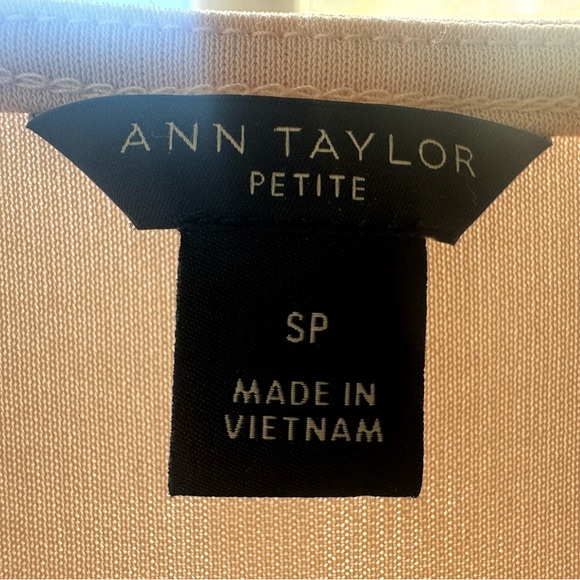 ANN TAYLOR
PETITE
SP
MADE IN
VIETNAM